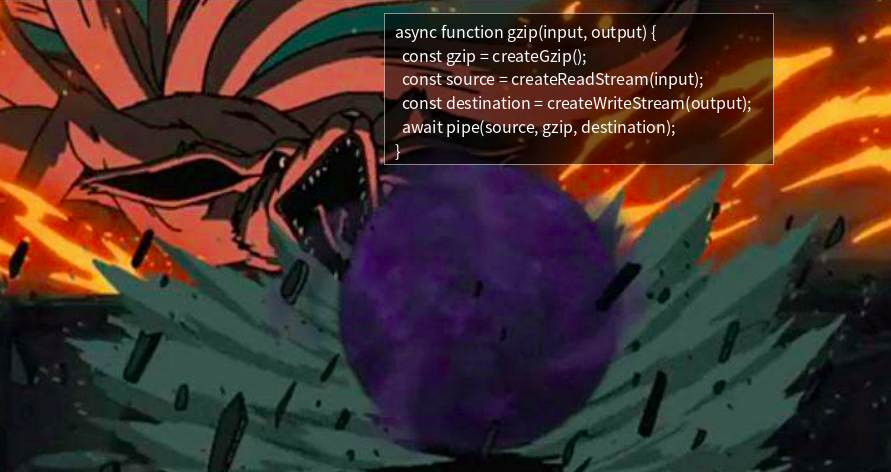 async function gzip(input, output) {
const gzip = createGzip();
const source = createReadStream(input);
const destination = createWriteStream(output);
await pipe(source, gzip, destination);
}